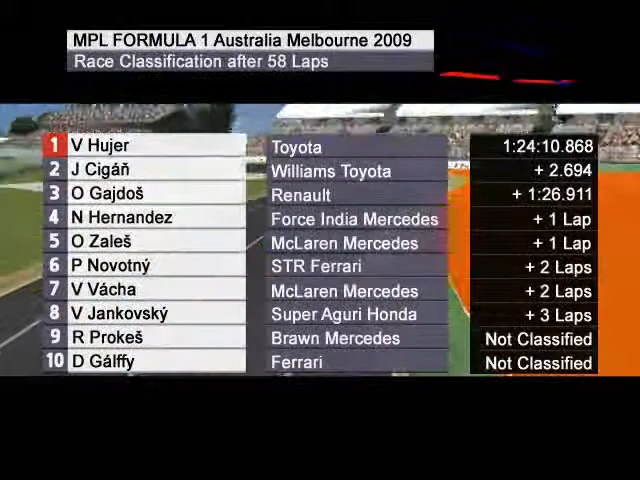 MPL FORMULA 1 Australia Melbourne 2009
Race Classification after 58 Laps
1 V Hujer Toyota 1:24:10.868
2 J Cigáň Williams Toyota + 2.694
3 O Gajdoš Renault + 1:26.911
4 N Hernandez Force India Mercedes + 1 Lap
5 O Zaleš McLaren Mercedes + 1 Lap
6 P Novotný STR Ferrari + 2 Laps
7 V Vácha McLaren Mercedes + 2 Laps
8 V Jankovský Super Aguri Honda + 3 Laps
9 R Prokeš Brawn Mercedes Not Classified
10 D Gálffy Ferrari Not Classified